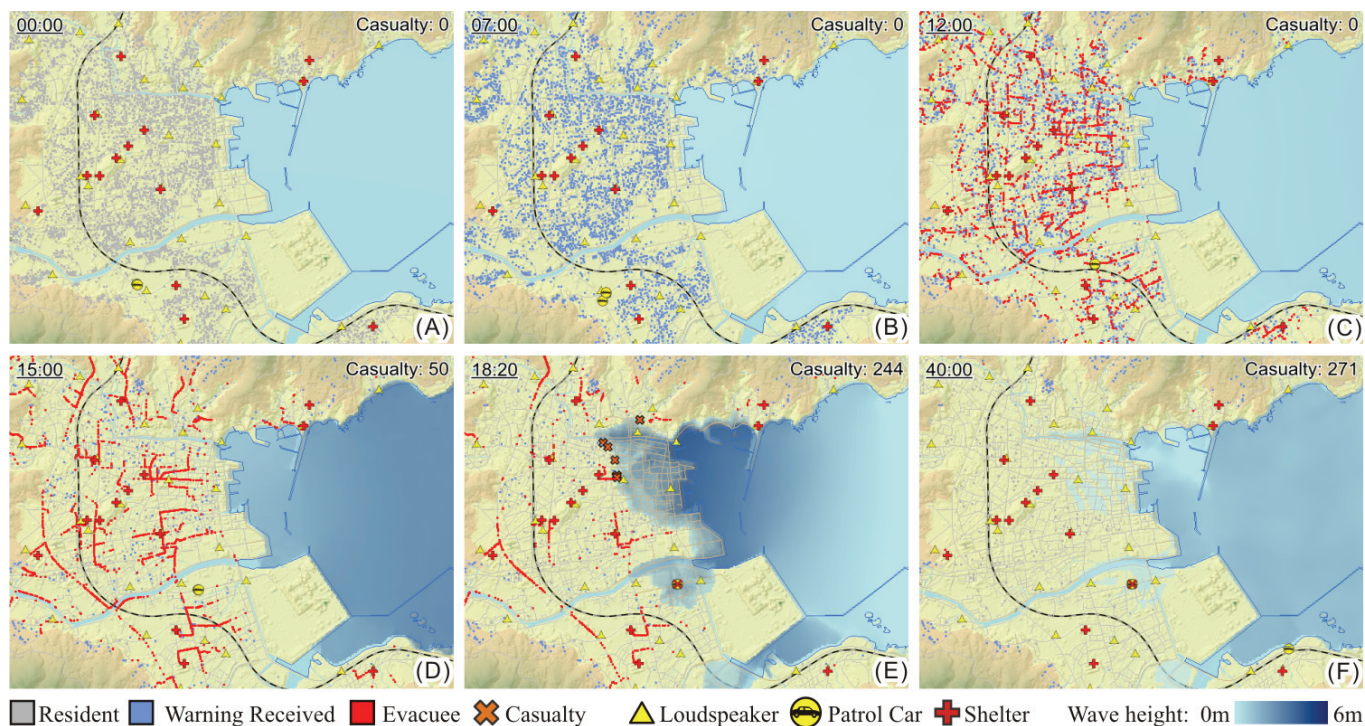 00:00 Casualty: 0
(A)
07:00 Casualty: 0
(B)
12:00 Casualty: 0
(C)
15:00 Casualty: 50
(D)
18:20 Casualty: 244
(E)
40:00 Casualty: 271
(F)
Resident Warning Received Evacuee Casualty Loudspeaker Patrol Car Shelter Wave height: 0m 6m